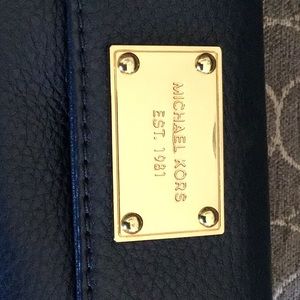 MICHAEL KORS
EST. 1981